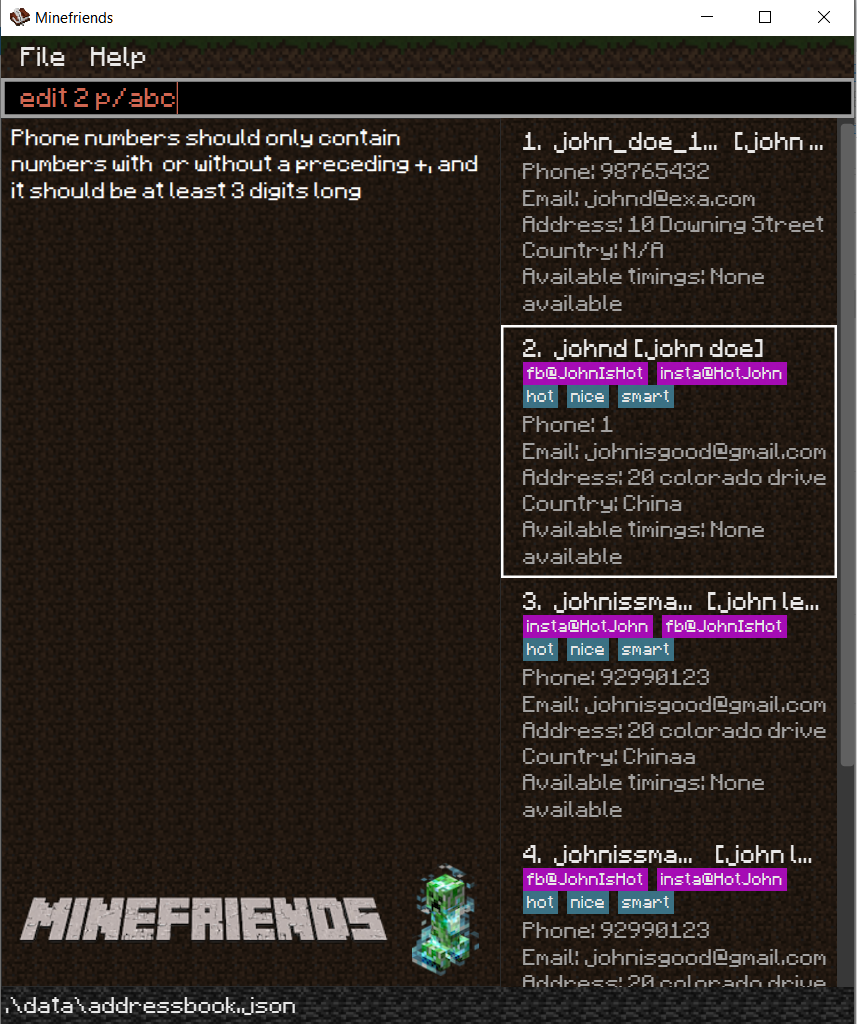 Minefriends
File Help
edit 2 p/abc
Phone numbers should only contain
numbers with or without a preceding +, and
it should be at least 3 digits long
1. john_doe_1... [john ...
Phone: 98765432
Email: johnd@exa.com
Address: 10 Downing Street
Country: N/A
Available timings: None
available
2. johnd [john doe]
fb@JohnIsHot insta@HotJohn
hot nice smart
Phone: 1
Email: johnisgood@gmail.com
Address: 20 colorado drive
Country: China
Available timings: None
available
3. johnissma... [john le...
insta@HotJohn fb@JohnIsHot
hot nice smart
Phone: 92990123
Email: johnisgood@gmail.com
Address: 20 colorado drive
Country: Chinaa
Available timings: None
available
4. johnissma... [john l...
fb@JohnIsHot insta@HotJohn
hot nice smart
Phone: 92990123
Email: johnisgood@gmail.com
Address: 20 colorado drive
MINEFRIENDS
.\data\addressbook.json